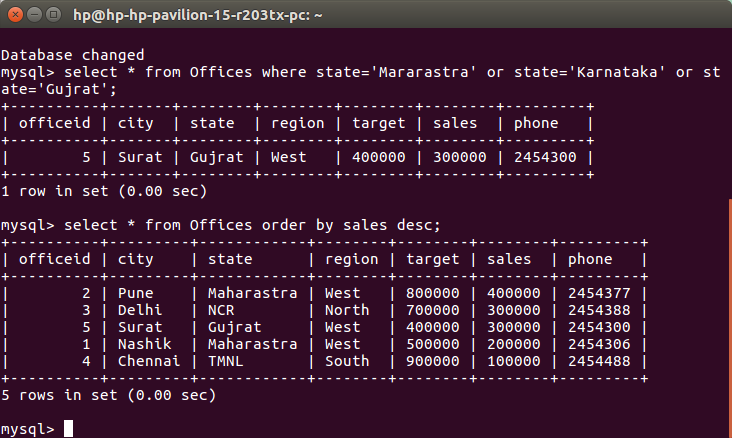 hp@hp-hp-pavilion-15-r203tx-pc: ~
Database changed
mysql> select * from Offices where state='Mararastra' or state='Karnataka' or st
ate='Gujrat';
+----------+-------+--------+--------+--------+--------+---------+
| officeid | city  | state  | region | target | sales  | phone   |
+----------+-------+--------+--------+--------+--------+---------+
|        5 | Surat | Gujrat | West   | 400000 | 300000 | 2454300 |
+----------+-------+--------+--------+--------+--------+---------+
1 row in set (0.00 sec)
mysql> select * from Offices order by sales desc;
+----------+---------+------------+--------+--------+--------+---------+
| officeid | city    | state      | region | target | sales  | phone   |
+----------+---------+------------+--------+--------+--------+---------+
|        2 | Pune    | Maharastra | West   | 800000 | 400000 | 2454377 |
|        3 | Delhi   | NCR        | North  | 700000 | 300000 | 2454388 |
|        5 | Surat   | Gujrat     | West   | 400000 | 300000 | 2454300 |
|        1 | Nashik  | Maharastra | West   | 500000 | 200000 | 2454306 |
|        4 | Chennai | TMNL       | South  | 900000 | 100000 | 2454488 |
+----------+---------+------------+--------+--------+--------+---------+
5 rows in set (0.00 sec)
mysql>